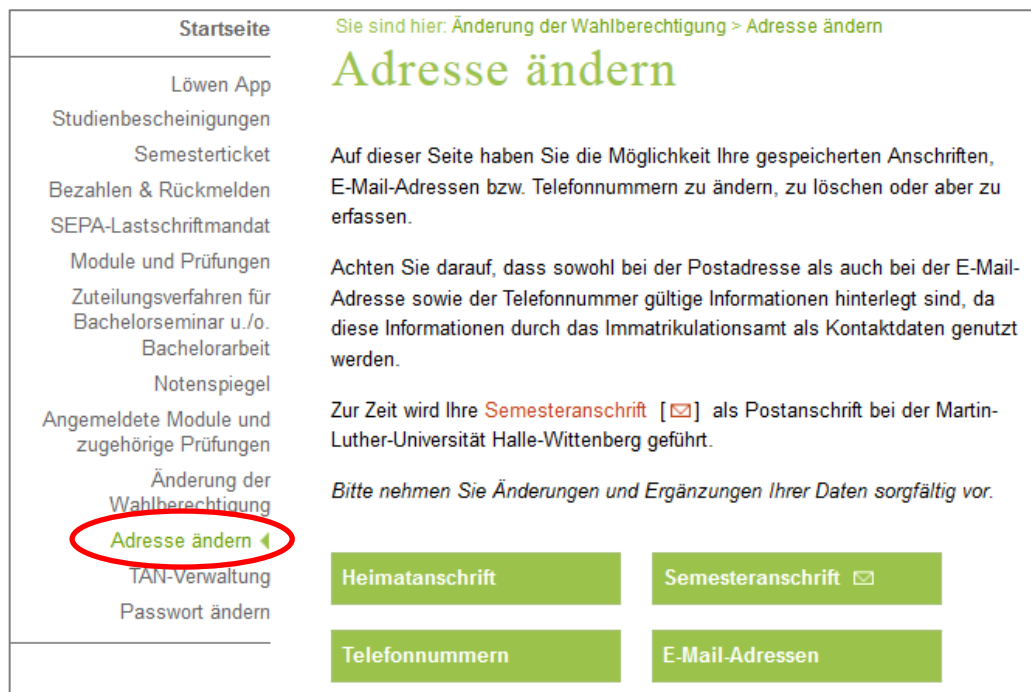 Startseite
Löwen App
Studienbescheinigungen
Semesterticket
Bezahlen & Rückmelden
SEPA-Lastschriftmandat
Module und Prüfungen
Zuteilungsverfahren für
Bachelorseminar u./o.
Bachelorarbeit
Notenspiegel
Angemeldete Module und
zugehörige Prüfungen
Änderung der
Wahlberechtigung
Adresse ändern
TAN-Verwaltung
Passwort ändern
Sie sind hier: Änderung der Wahlberechtigung > Adresse ändern
Adresse ändern
Auf dieser Seite haben Sie die Möglichkeit Ihre gespeicherten Anschriften,
E-Mail-Adressen bzw. Telefonnummern zu ändern, zu löschen oder aber zu
erfassen.
Achten Sie darauf, dass sowohl bei der Postadresse als auch bei der E-Mail-
Adresse sowie der Telefonnummer gültige Informationen hinterlegt sind, da
diese Informationen durch das Immatrikulationsamt als Kontaktdaten genutzt
werden.
Zur Zeit wird Ihre Semesteranschrift [✉] als Postanschrift bei der Martin-
Luther-Universität Halle-Wittenberg geführt.
Bitte nehmen Sie Änderungen und Ergänzungen Ihrer Daten sorgfältig vor.
Heimatanschrift
Semesteranschrift ✉
Telefonnummern
E-Mail-Adressen